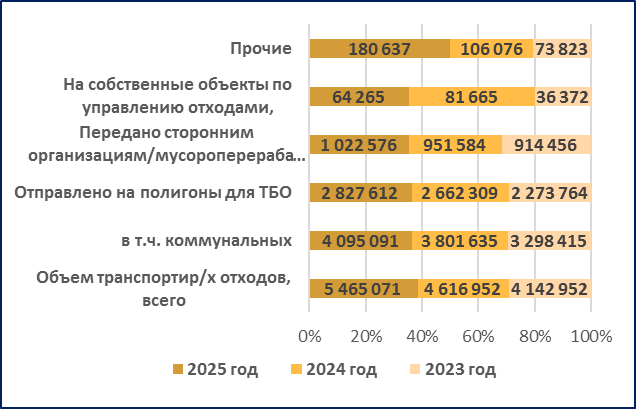 Прочие
180 637 106 076 73 823
На собственные объекты по
управлению отходами,
64 265 81 665 36 372
Передано сторонним
организациям/мусоропереработка...
1 022 576 951 584 914 456
Отправлено на полигоны для ТБО
2 827 612 2 662 309 2 273 764
в т.ч. коммунальных
4 095 091 3 801 635 3 298 415
Объем транспортир/х отходов,
всего
5 465 071 4 616 952 4 142 952
0% 20% 40% 60% 80% 100%
2025 год 2024 год 2023 год